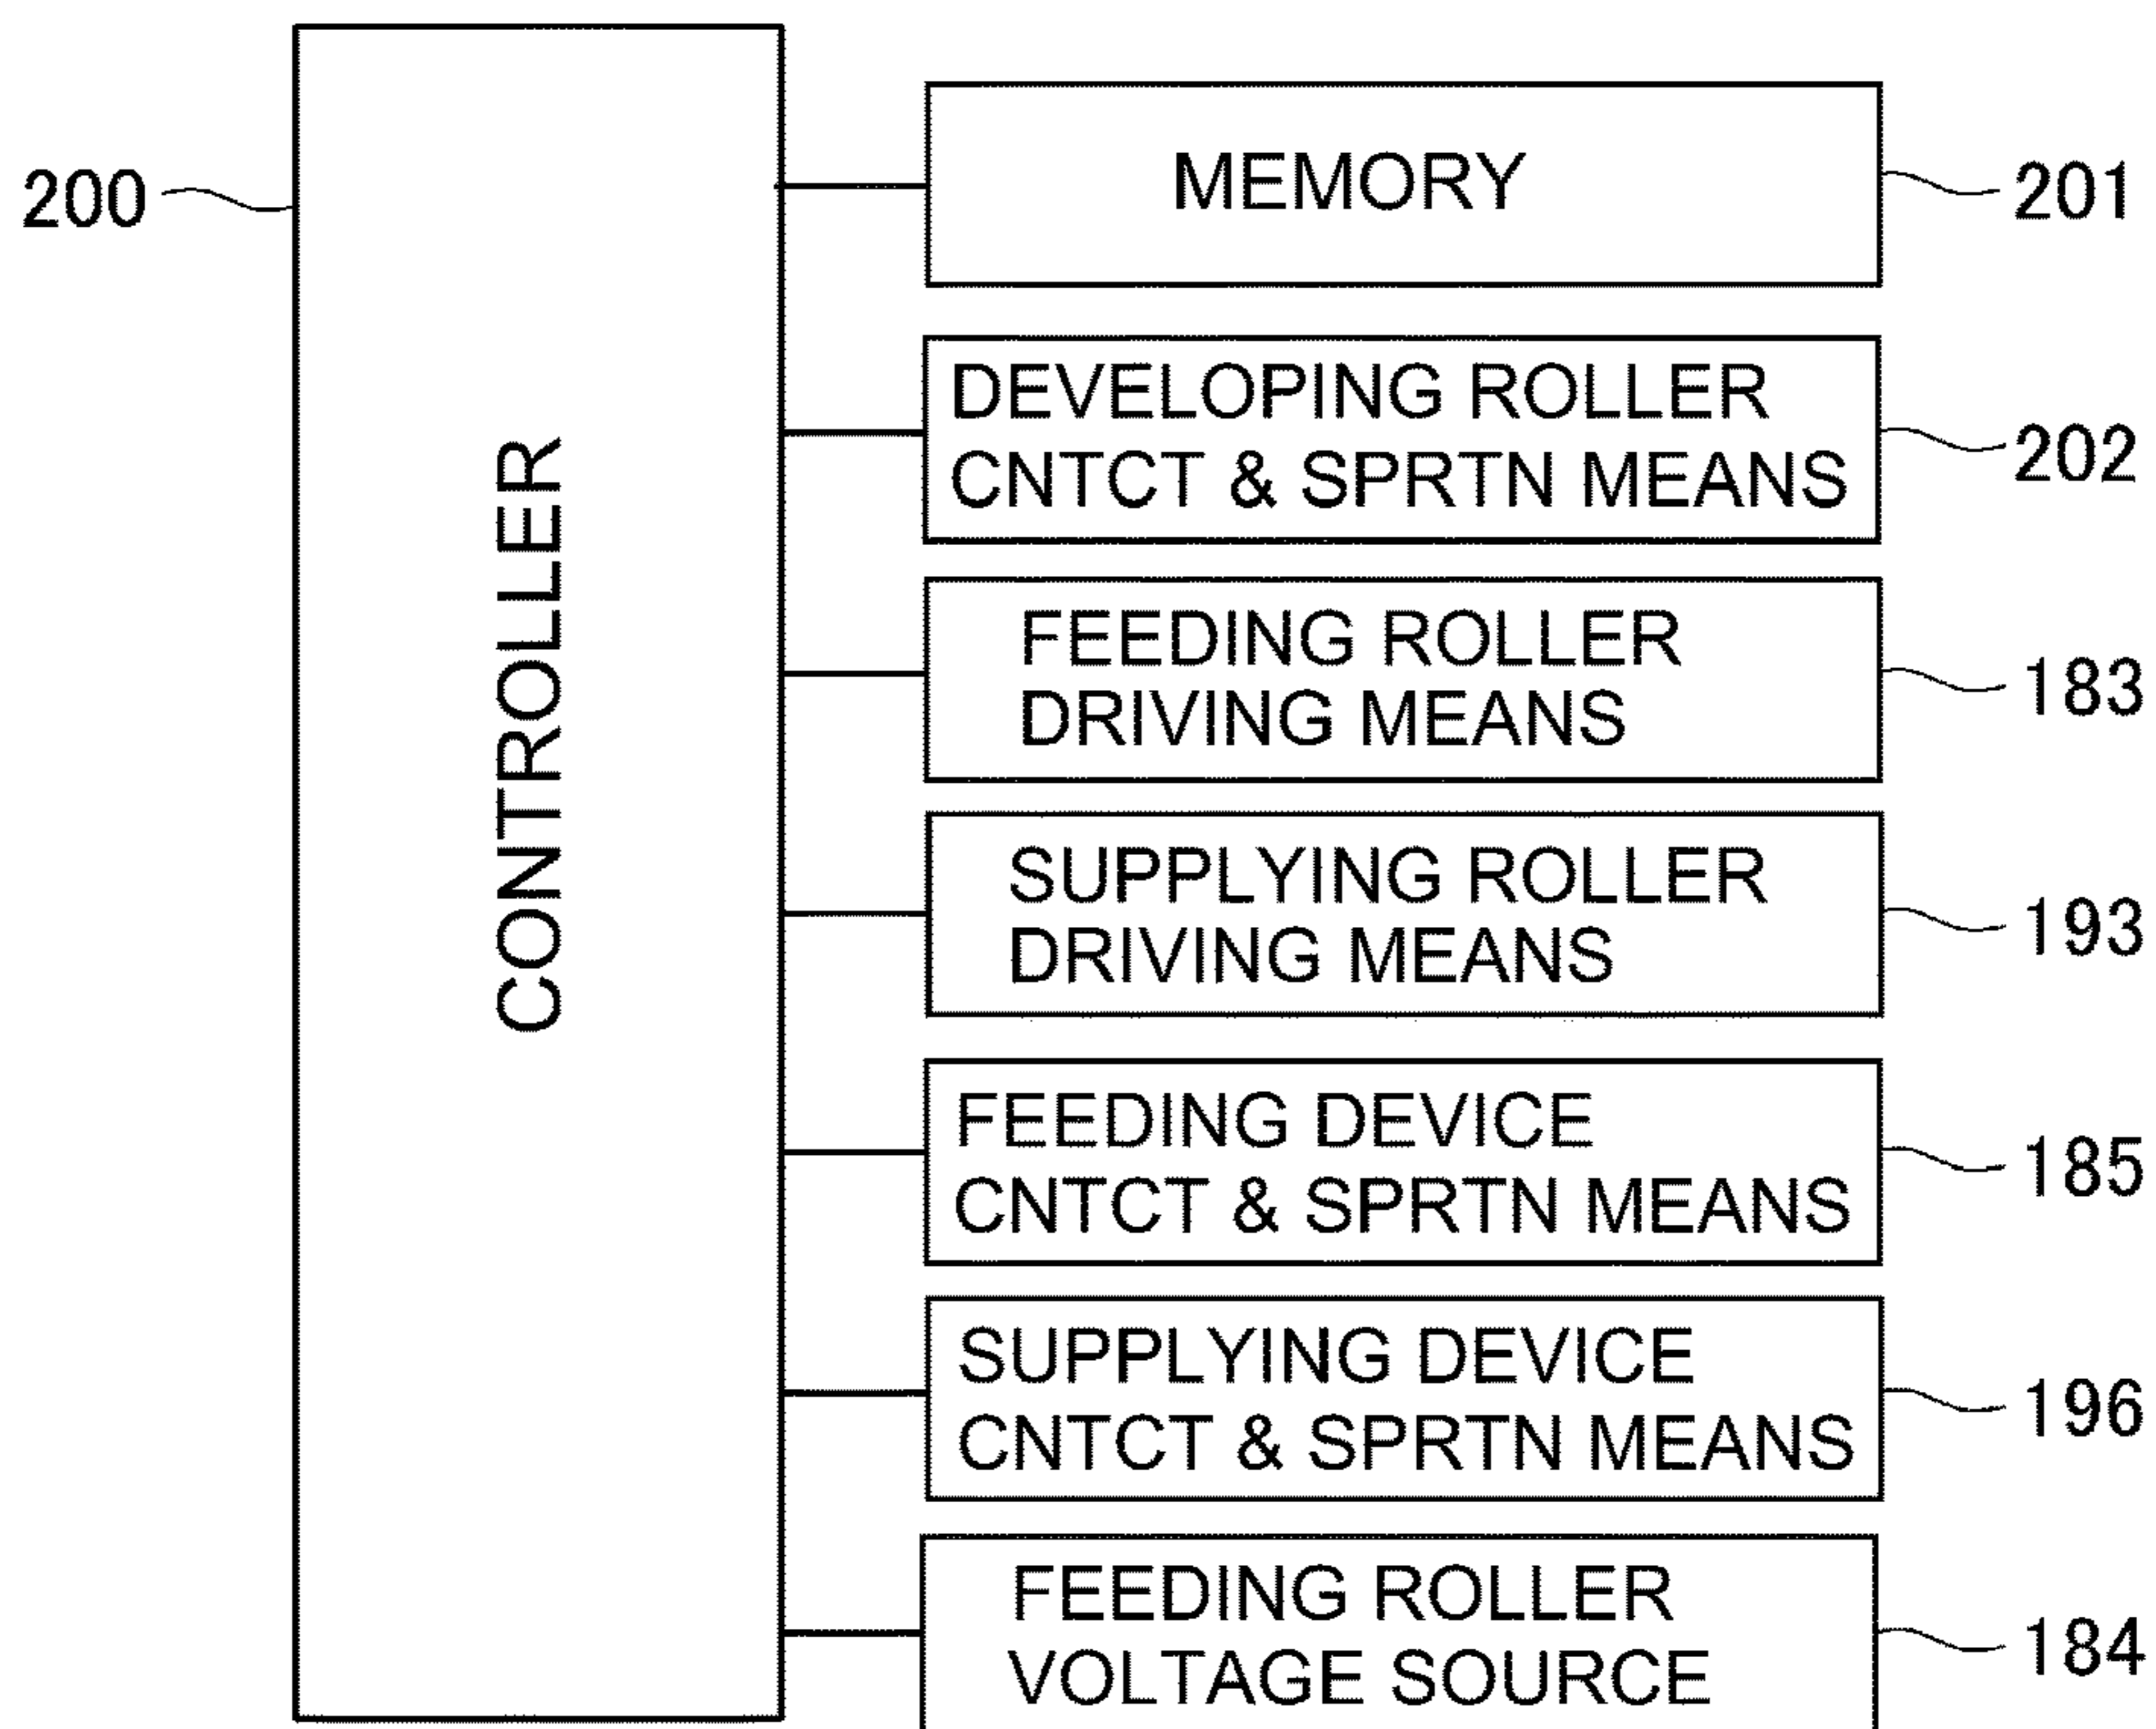 200
CONTROLLER
MEMORY
201
DEVELOPING ROLLER
CNTCT & SPRTN MEANS
202
FEEDING ROLLER
DRIVING MEANS
183
SUPPLYING ROLLER
DRIVING MEANS
193
FEEDING DEVICE
CNTCT & SPRTN MEANS
185
SUPPLYING DEVICE
CNTCT & SPRTN MEANS
196
FEEDING ROLLER
VOLTAGE SOURCE
184